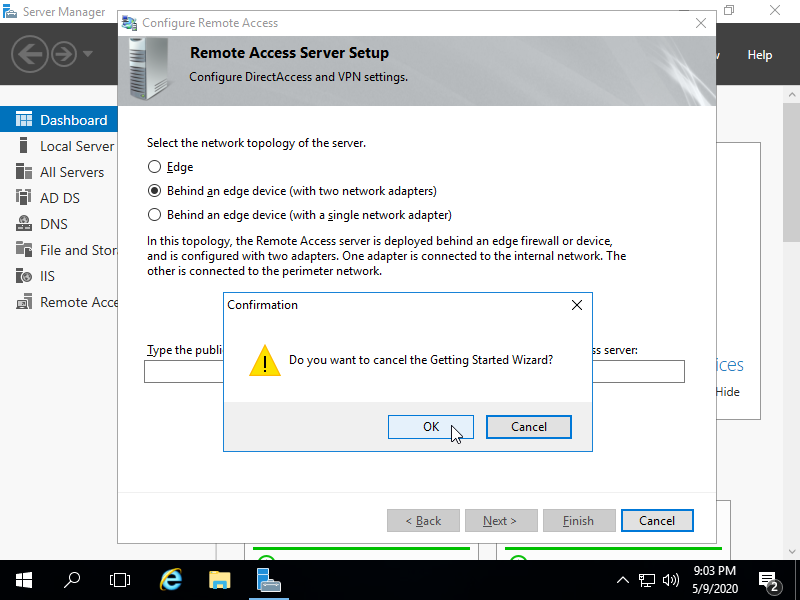 Server Manager
Configure Remote Access
Remote Access Server Setup
Configure DirectAccess and VPN settings.
Help
Dashboard
Local Server
All Servers
AD DS
DNS
File and Stor
IIS
Remote Acce
Select the network topology of the server.
Edge
Behind an edge device (with two network adapters)
Behind an edge device (with a single network adapter)
In this topology, the Remote Access server is deployed behind an edge firewall or device,
and is configured with two adapters. One adapter is connected to the internal network. The
other is connected to the perimeter network.
Confirmation
Do you want to cancel the Getting Started Wizard?
OK
Cancel
Type the publi
ss server:
ices
Hide
< Back
Next >
Finish
Cancel
9:03 PM
5/9/2020
2